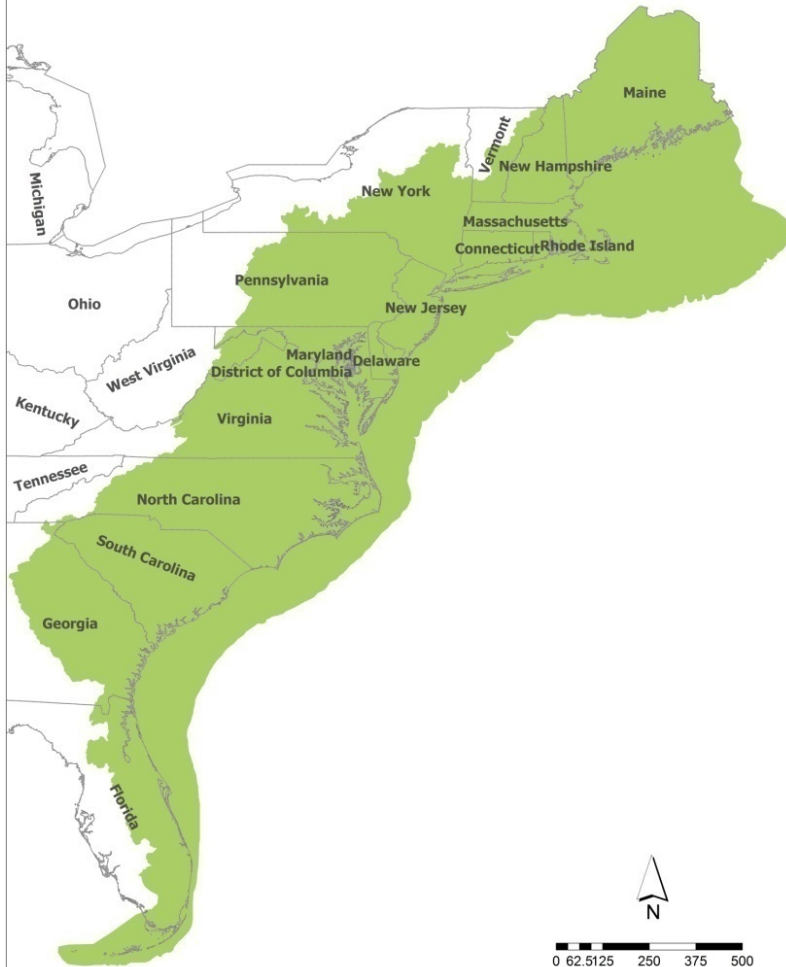 Maine
Vermont
New Hampshire
New York
Michigan
Massachusetts
Connecticut
Rhode Island
Pennsylvania
Ohio
New Jersey
West Virginia
Maryland
Delaware
District of Columbia
Kentucky
Virginia
Tennessee
North Carolina
South Carolina
Georgia
Florida
N
0 62.5125 250 375 500